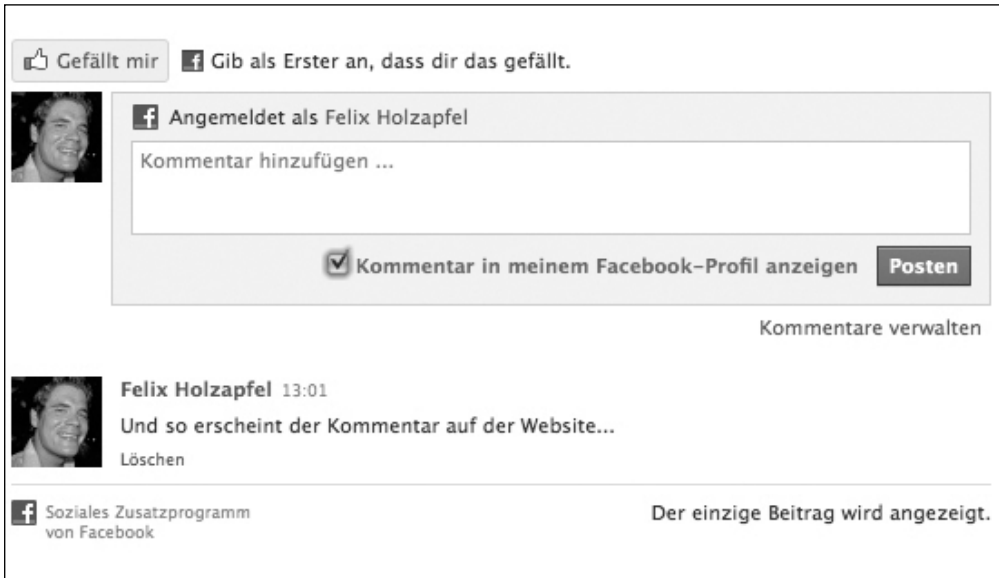 Gefällt mir Gib als Erster an, dass dir das gefällt.
Angemeldet als Felix Holzapfel
Kommentar hinzufügen ...
Kommentar in meinem Facebook-Profil anzeigen Posten
Kommentare verwalten
Felix Holzapfel 13:01
Und so erscheint der Kommentar auf der Website...
Löschen
Soziales Zusatzprogramm
von Facebook
Der einzige Beitrag wird angezeigt.